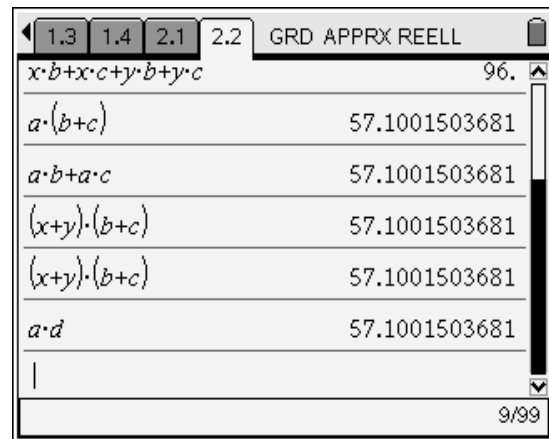 1.3 1.4 2.1 2.2 GRD APPRX REELL
x·b+x·c+y·b+y·c 96.
a·(b+c) 57.1001503681
a·b+a·c 57.1001503681
(x+y)·(b+c) 57.1001503681
(x+y)·(b+c) 57.1001503681
a·d 57.1001503681
9/99